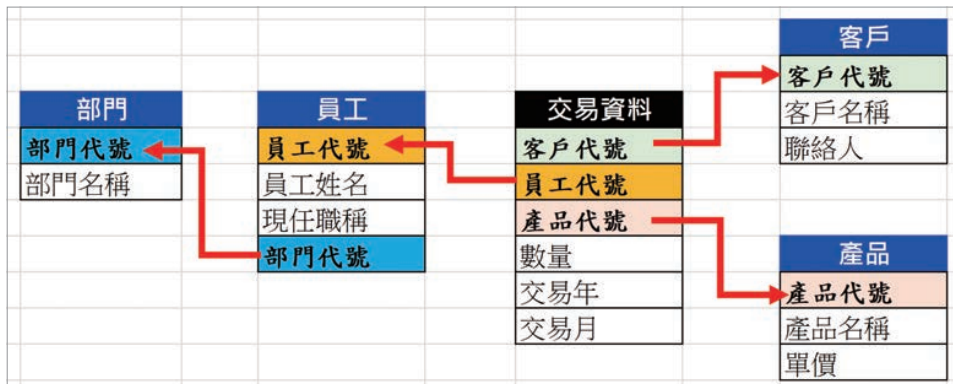 部門
部門代號
部門名稱
員工
員工代號
員工姓名
現任職稱
部門代號
交易資料
客戶代號
員工代號
產品代號
數量
交易年
交易月
客戶
客戶代號
客戶名稱
聯絡人
產品
產品代號
產品名稱
單價